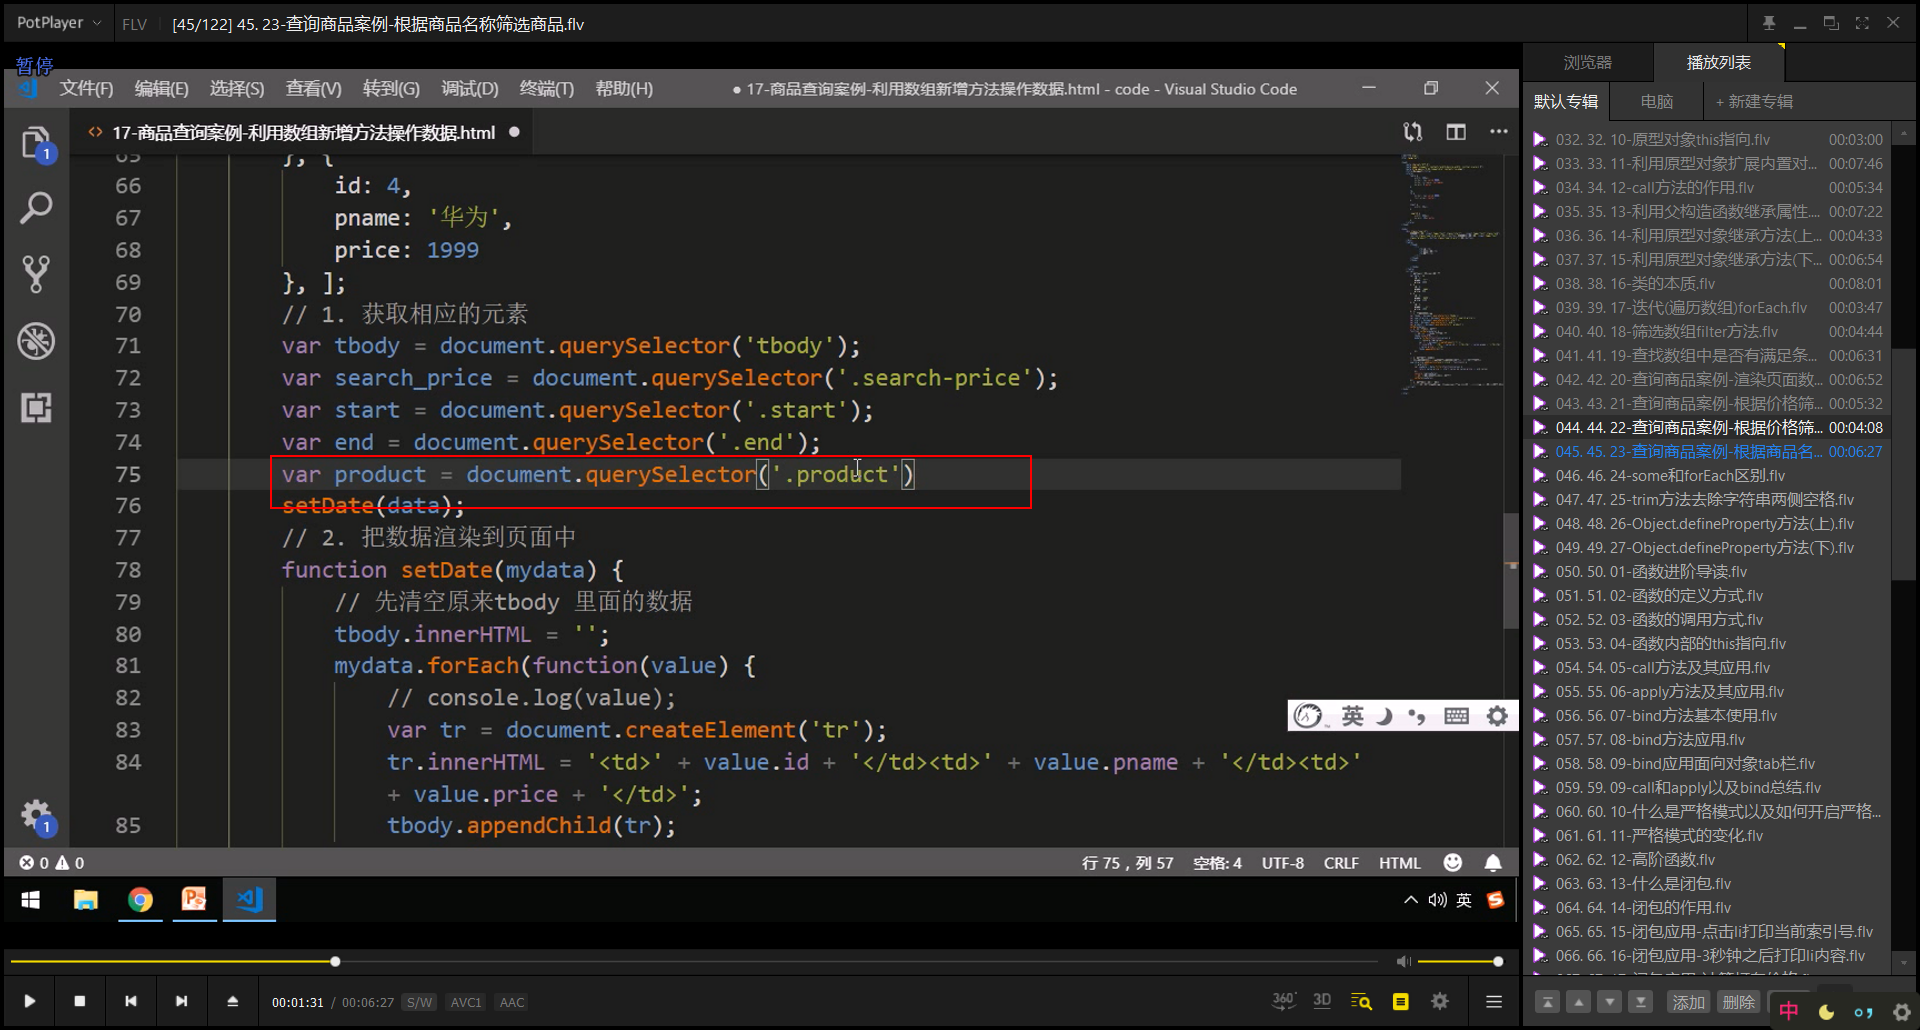 PotPlayer FLV [45/122] 45. 23-查询商品案例-根据商品名称筛选商品.flv
暂停
文件(F) 编辑(E) 选择(S) 查看(V) 转到(G) 调试(D) 终端(T) 帮助(H) ● 17-商品查询案例-利用数组新增方法操作数据.html - code - Visual Studio Code
17-商品查询案例-利用数组新增方法操作数据.html
65 }, {
66 id: 4,
67 pname: '华为',
68 price: 1999
69 }, ];
70 // 1. 获取相应的元素
71 var tbody = document.querySelector('tbody');
72 var search_price = document.querySelector('.search-price');
73 var start = document.querySelector('.start');
74 var end = document.querySelector('.end');
75 var product = document.querySelector('.product')
76 setDate(data);
77 // 2. 把数据渲染到页面中
78 function setDate(mydata) {
79 // 先清空原来tbody 里面的数据
80 tbody.innerHTML = '';
81 mydata.forEach(function(value) {
82 // console.log(value);
83 var tr = document.createElement('tr');
84 tr.innerHTML = '<td>' + value.id + '</td><td>' + value.pname + '</td><td>'
+ value.price + '</td>';
85 tbody.appendChild(tr);
英
1
1
0 0 行 75，列 57 空格: 4 UTF-8 CRLF HTML
英
00:01:31 / 00:06:27 S/W AVC1 AAC
360° 3D
浏览器 播放列表
默认专辑 电脑 + 新建专辑
032. 32. 10-原型对象this指向.flv 00:03:00
033. 33. 11-利用原型对象扩展内置对... 00:07:46
034. 34. 12-call方法的作用.flv 00:05:34
035. 35. 13-利用父构造函数继承属性.... 00:07:22
036. 36. 14-利用原型对象继承方法(上... 00:04:33
037. 37. 15-利用原型对象继承方法(下... 00:06:54
038. 38. 16-类的本质.flv 00:08:01
039. 39. 17-迭代(遍历数组)forEach.flv 00:03:47
040. 40. 18-筛选数组filter方法.flv 00:04:44
041. 41. 19-查找数组中是否有满足条... 00:06:31
042. 42. 20-查询商品案例-渲染页面数... 00:06:52
043. 43. 21-查询商品案例-根据价格筛... 00:05:32
044. 44. 22-查询商品案例-根据价格筛... 00:04:08
045. 45. 23-查询商品案例-根据商品名... 00:06:27
046. 46. 24-some和forEach区别.flv
047. 47. 25-trim方法去除字符串两侧空格.flv
048. 48. 26-Object.defineProperty方法(上).flv
049. 49. 27-Object.defineProperty方法(下).flv
050. 50. 01-函数进阶导读.flv
051. 51. 02-函数的定义方式.flv
052. 52. 03-函数的调用方式.flv
053. 53. 04-函数内部的this指向.flv
054. 54. 05-call方法及其应用.flv
055. 55. 06-apply方法及其应用.flv
056. 56. 07-bind方法基本使用.flv
057. 57. 08-bind方法应用.flv
058. 58. 09-bind应用面向对象tab栏.flv
059. 59. 09-call和apply以及bind总结.flv
060. 60. 10-什么是严格模式以及如何开启严格...
061. 61. 11-严格模式的变化.flv
062. 62. 12-高阶函数.flv
063. 63. 13-什么是闭包.flv
064. 64. 14-闭包的作用.flv
065. 65. 15-闭包应用-点击li打印当前索引号.flv
066. 66. 16-闭包应用-3秒钟之后打印li内容.flv
添加 删除
中